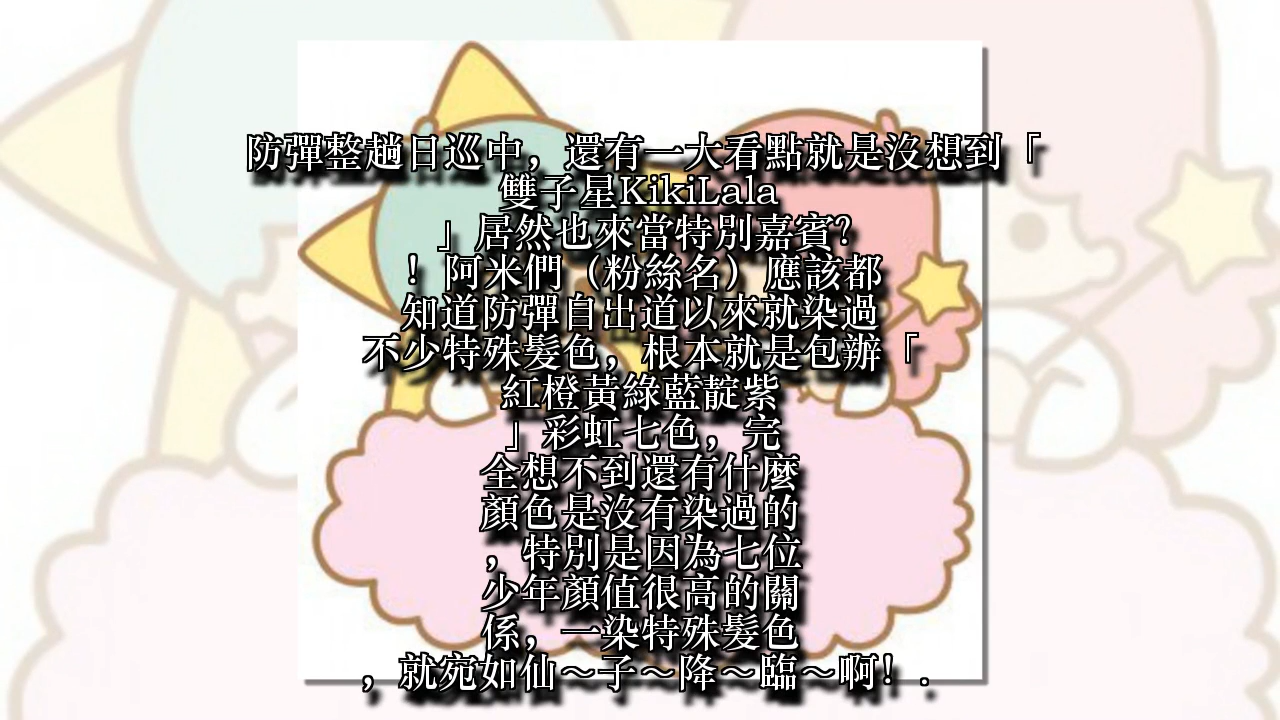 防彈整趟日巡中，還有一大看點就是沒想到「
雙子星KikiLala
」居然也來當特別嘉賓？
！阿米們（粉絲名）應該都
知道防彈自出道以來就染過
不少特殊髮色，根本就是包辦「
紅橙黃綠藍靛紫
」彩虹七色，完
全想不到還有什麼
顏色是沒有染過的
，特別是因為七位
少年顏值很高的關
係，一染特殊髮色
，就宛如仙～子～降～臨～啊！.